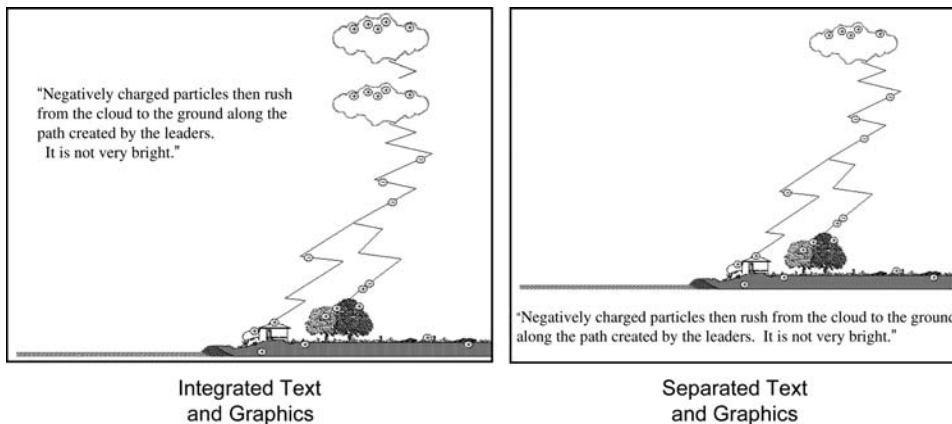 "Negatively charged particles then rush
from the cloud to the ground along the
path created by the leaders.
It is not very bright."
"Negatively charged particles then rush from the cloud to the ground
along the path created by the leaders. It is not very bright."
Integrated Text
and Graphics
Separated Text
and Graphics